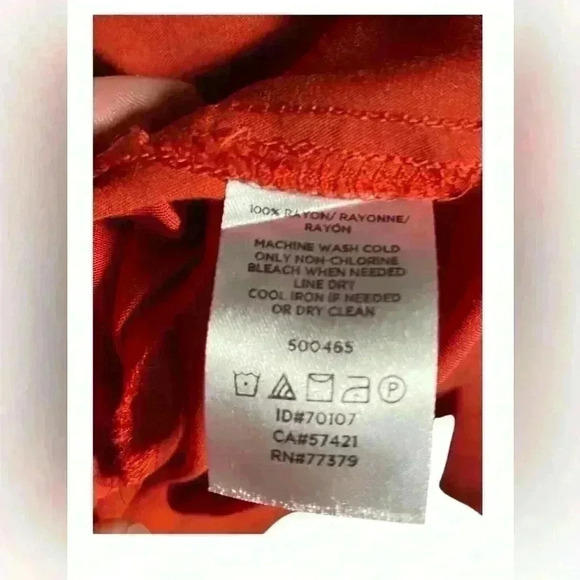 100% RAYON/ RAYONNE/
RAYON
MACHINE WASH COLD
ONLY NON-CHLORINE
BLEACH WHEN NEEDED
LINE DRY
COOL IRON IF NEEDED
OR DRY CLEAN
500465
P
ID#70107
CA#57421
RN#77379